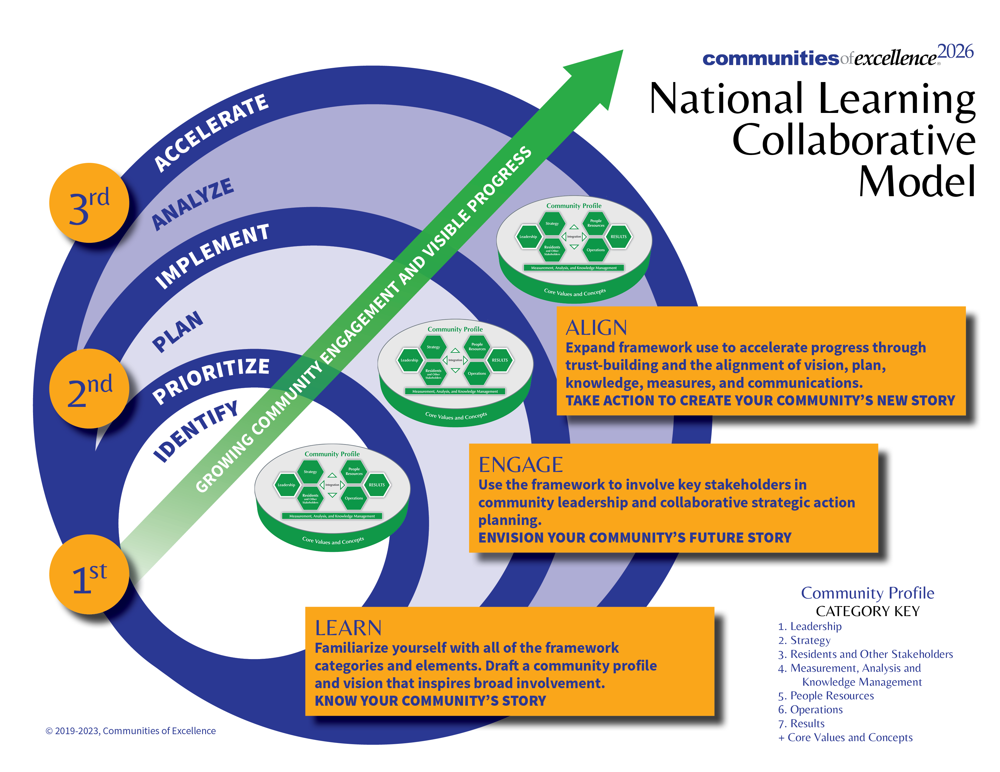 communitiesofexcellence®2026
National Learning
Collaborative
Model
ACCELERATE
3rd
ANALYZE
IMPLEMENT
PLAN
2nd
PRIORITIZE
IDENTIFY
1st
GROWING COMMUNITY ENGAGEMENT AND VISIBLE PROGRESS
Community Profile
Strategy
People
Resources
Leadership
Integration
RESULTS
Residents
and Other
Stakeholders
Operations
Measurement, Analysis, and Knowledge Management
Core Values and Concepts
ALIGN
Expand framework use to accelerate progress through
trust-building and the alignment of vision, plan,
knowledge, measures, and communications.
TAKE ACTION TO CREATE YOUR COMMUNITY’S NEW STORY
Community Profile
Strategy
People
Resources
Leadership
Integration
RESULTS
Residents
and Other
Stakeholders
Operations
Measurement, Analysis, and Knowledge Management
Core Values and Concepts
ENGAGE
Use the framework to involve key stakeholders in
community leadership and collaborative strategic action
planning.
ENVISION YOUR COMMUNITY’S FUTURE STORY
Community Profile
Strategy
People
Resources
Leadership
Integration
RESULTS
Residents
and Other
Stakeholders
Operations
Measurement, Analysis, and Knowledge Management
Core Values and Concepts
LEARN
Familiarize yourself with all of the framework
categories and elements. Draft a community profile
and vision that inspires broad involvement.
KNOW YOUR COMMUNITY’S STORY
Community Profile
CATEGORY KEY
1. Leadership
2. Strategy
3. Residents and Other Stakeholders
4. Measurement, Analysis and
Knowledge Management
5. People Resources
6. Operations
7. Results
+ Core Values and Concepts
© 2019-2023, Communities of Excellence